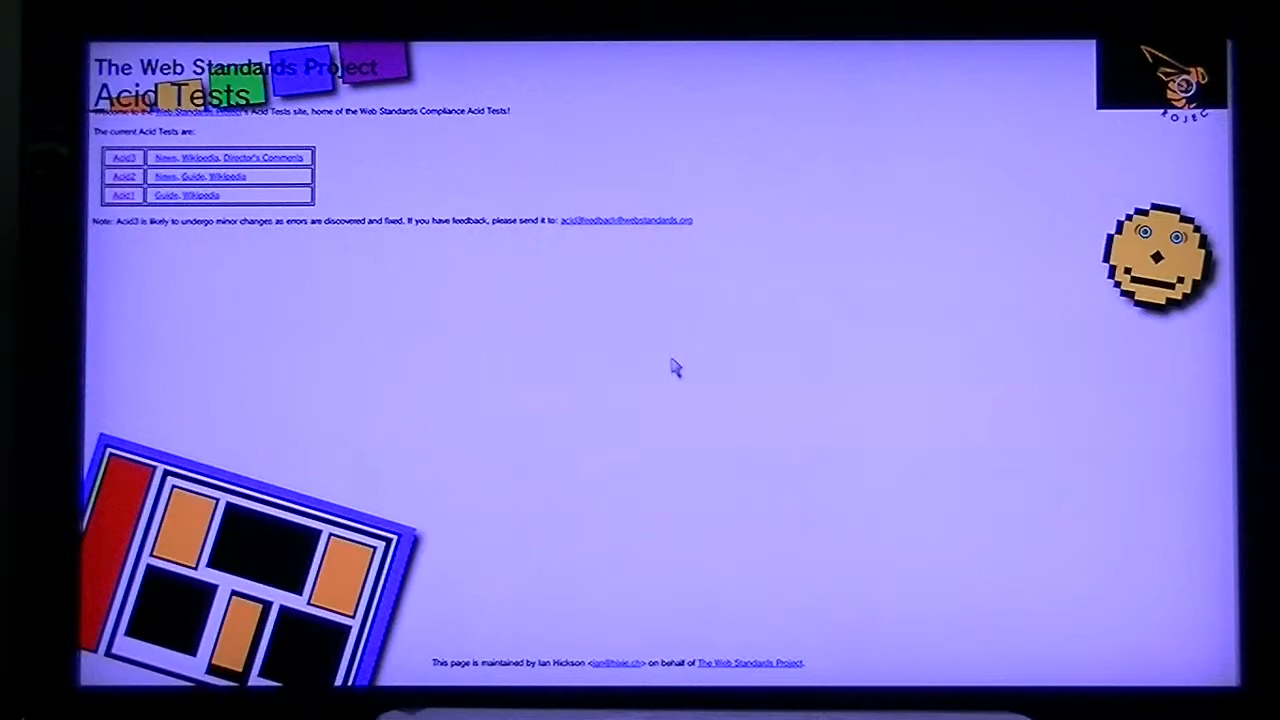 The Web Standards Project
Acid Tests
Welcome to the Web Standards Project's Acid Tests site, home of the Web Standards Compliance Acid Tests!
The current Acid Tests are:
Acid3 News, Wikipedia, Director's Comments
Acid2 News, Guide, Wikipedia
Acid1 Guide, Wikipedia
Note: Acid3 is likely to undergo minor changes as errors are discovered and fixed. If you have feedback, please send it to: acid3feedback@webstandards.org
ROJEC
This page is maintained by Ian Hickson <ian@hixie.ch> on behalf of The Web Standards Project.